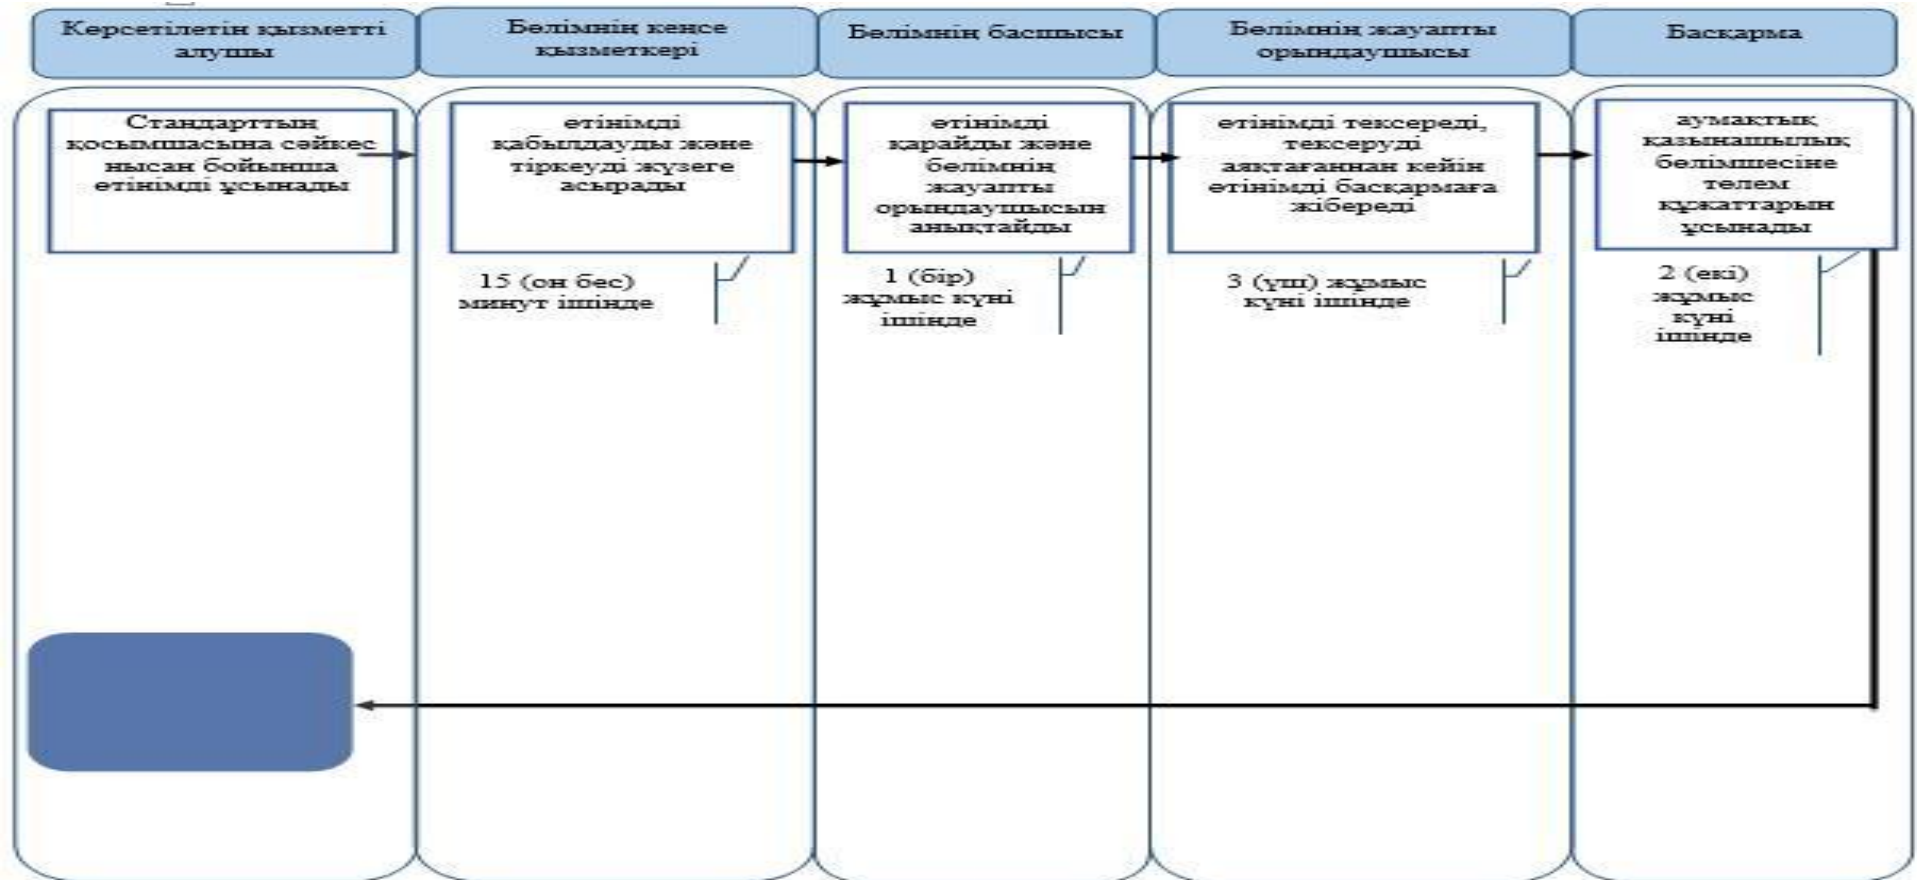 Көрсетілетін қызметті
алушы
Бөлімнің кеңсе
қызметкері
Бөлімнің басшысы
Бөлімнің жауапты
орындаушысы
Басқарма
Стандарттың
қосымшасына сәйкес
нысан бойынша
өтінімді ұсынады
өтінімді
қабылдауды және
тіркеуді жүзеге
асырады
өтінімді
қарайды және
бөлімнің
жауапты
орындаушысын
анықтайды
өтінімді тексереді,
тексеруді
аяқтағаннан кейін
өтінімді басқармаға
жібереді
аумақтық
қазынашылық
бөлімшесіне
төлем
құжаттарын
ұсынады
15 (он бес)
минут ішінде
1 (бір)
жұмыс күні
ішінде
3 (үш) жұмыс
күні ішінде
2 (екі)
жұмыс
күні
ішінде